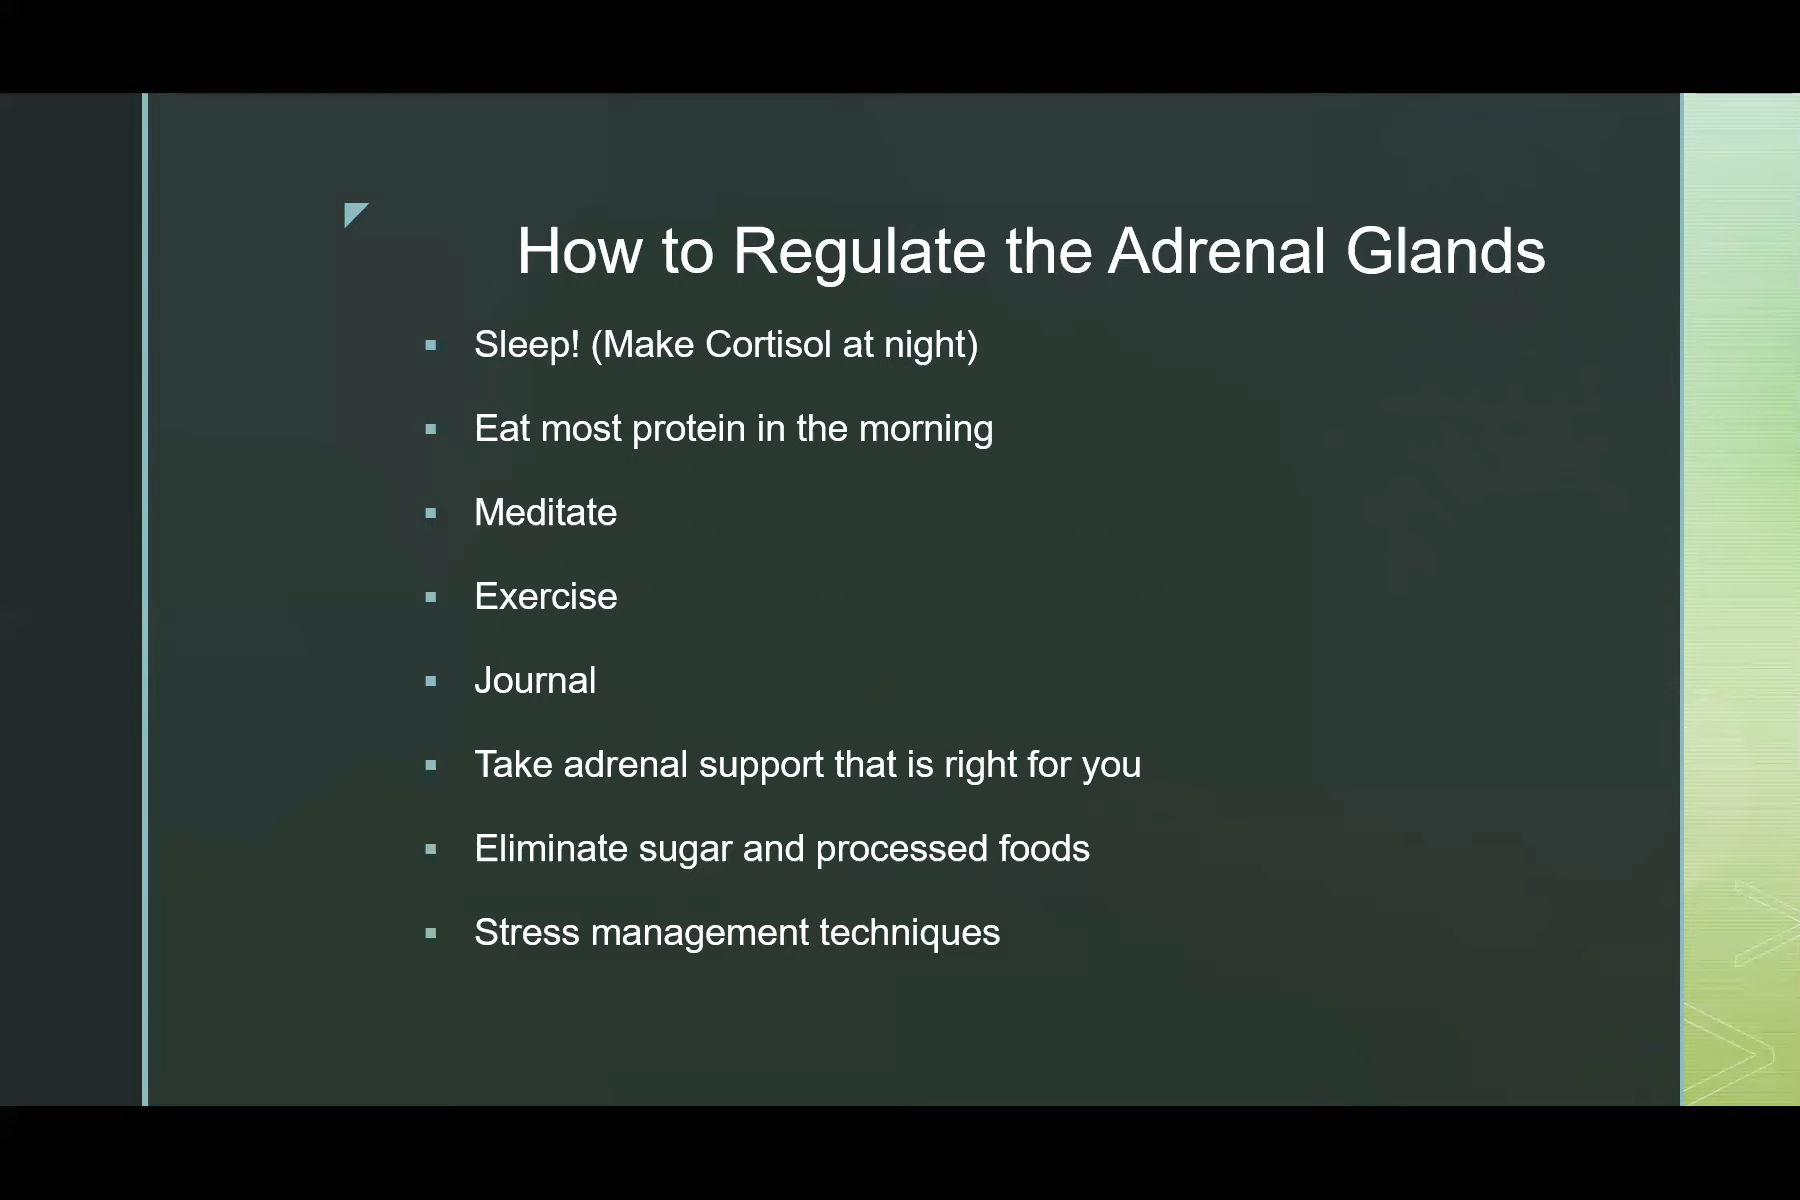 How to Regulate the Adrenal Glands
Sleep! (Make Cortisol at night)
Eat most protein in the morning
Meditate
Exercise
Journal
Take adrenal support that is right for you
Eliminate sugar and processed foods
Stress management techniques